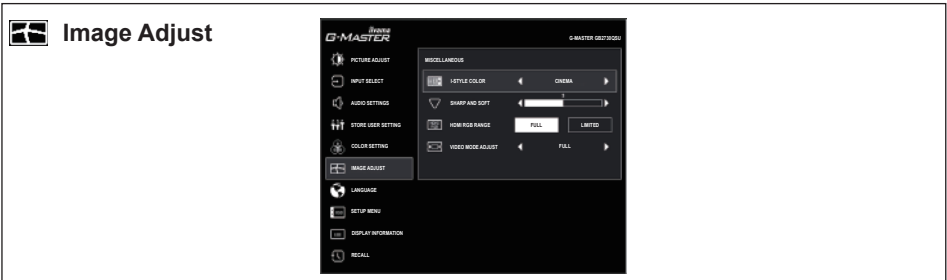 Image Adjust
iiyama
G-MASTER
G-MASTER GB2730QSU
PICTURE ADJUST
INPUT SELECT
AUDIO SETTINGS
STORE USER SETTING
COLOR SETTING
IMAGE ADJUST
LANGUAGE
SETUP MENU
DISPLAY INFORMATION
RECALL
MISCELLANEOUS
I-STYLE COLOR CINEMA
SHARP AND SOFT
HDMI RGB RANGE FULL LIMITED
VIDEO MODE ADJUST FULL